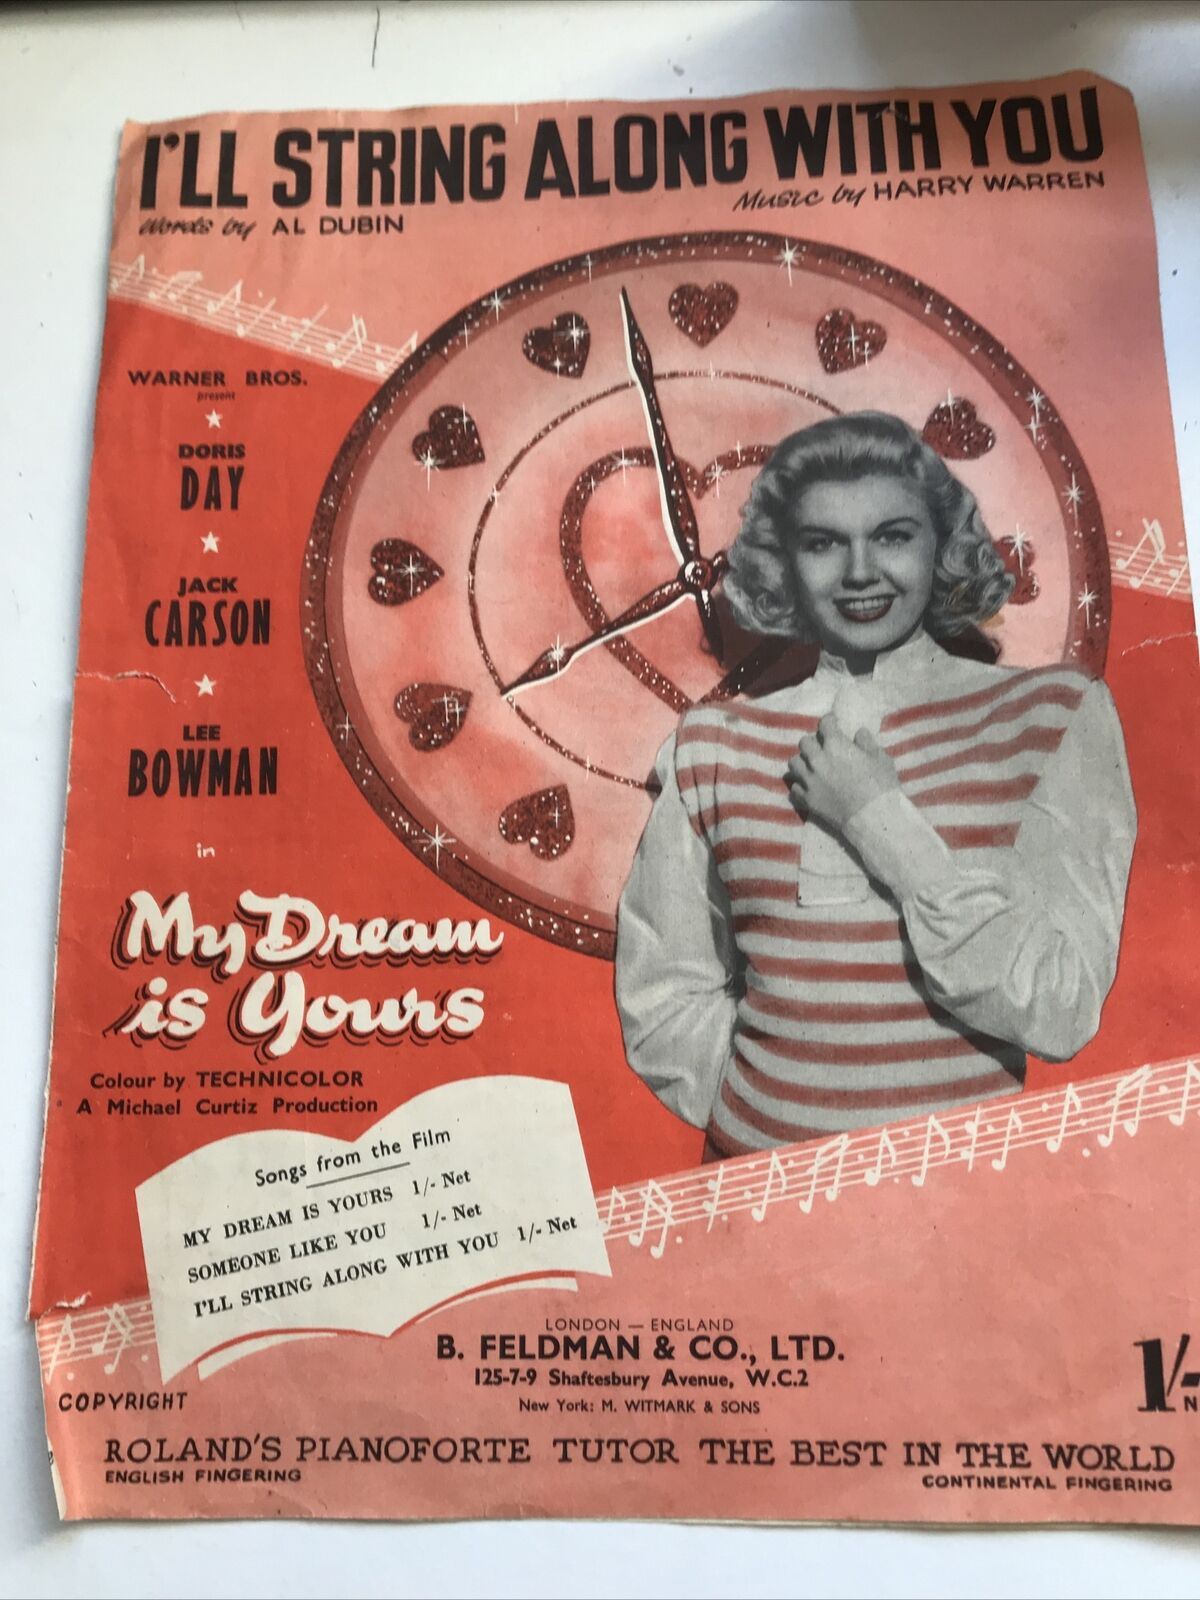 I'LL STRING ALONG WITH YOU
Words by AL DUBIN
Music by HARRY WARREN
WARNER BROS.
present
DORIS
DAY
JACK
CARSON
LEE
BOWMAN
in
My Dream
is Yours
Colour by TECHNICOLOR
A Michael Curtiz Production
Songs from the Film
MY DREAM IS YOURS 1/- Net
SOMEONE LIKE YOU 1/- Net
I'LL STRING ALONG WITH YOU 1/- Net
LONDON — ENGLAND
B. FELDMAN & CO., LTD.
125-7-9 Shaftesbury Avenue, W.C.2
New York: M. WITMARK & SONS
1/-
N
COPYRIGHT
ROLAND'S PIANOFORTE TUTOR THE BEST IN THE WORLD
ENGLISH FINGERING
CONTINENTAL FINGERING